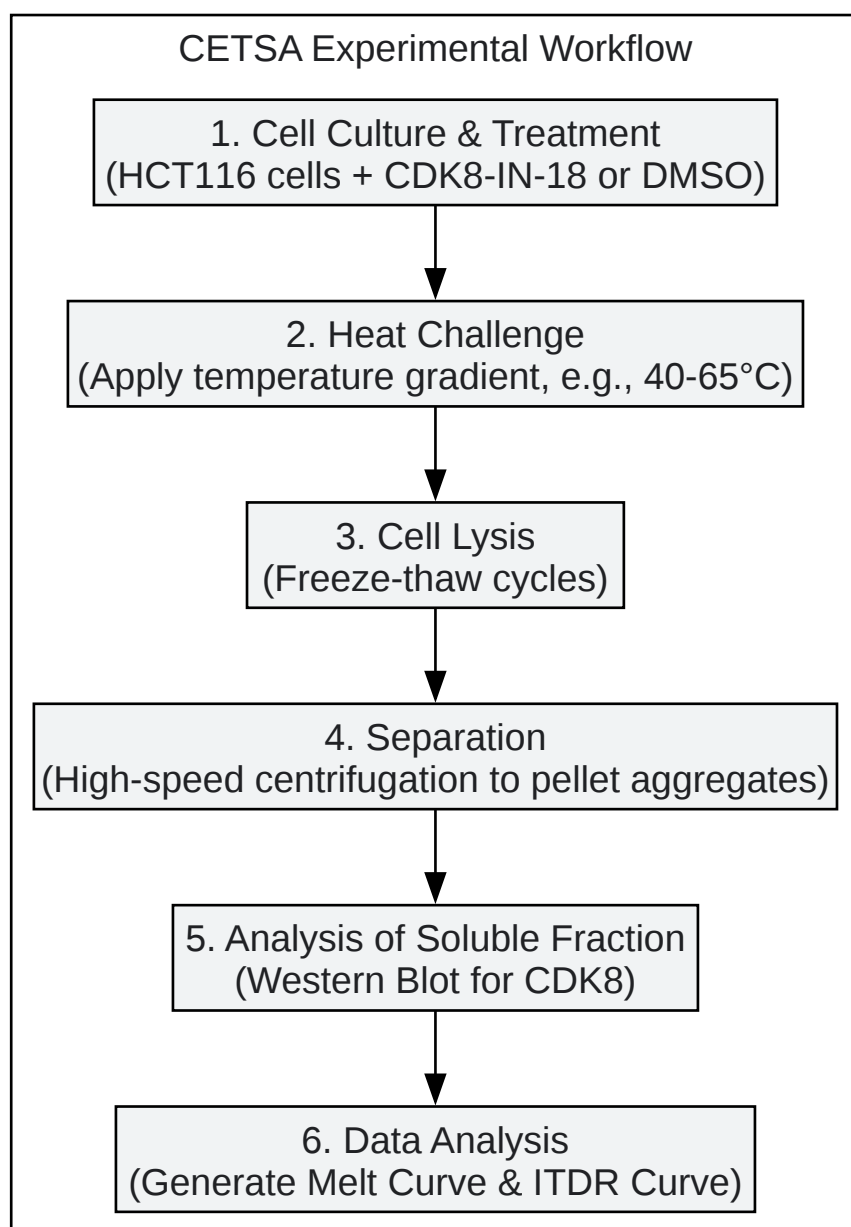 CETSA Experimental Workflow
1. Cell Culture & Treatment
(HCT116 cells + CDK8-IN-18 or DMSO)
2. Heat Challenge
(Apply temperature gradient, e.g., 40-65°C)
3. Cell Lysis
(Freeze-thaw cycles)
4. Separation
(High-speed centrifugation to pellet aggregates)
5. Analysis of Soluble Fraction
(Western Blot for CDK8)
6. Data Analysis
(Generate Melt Curve & ITDR Curve)